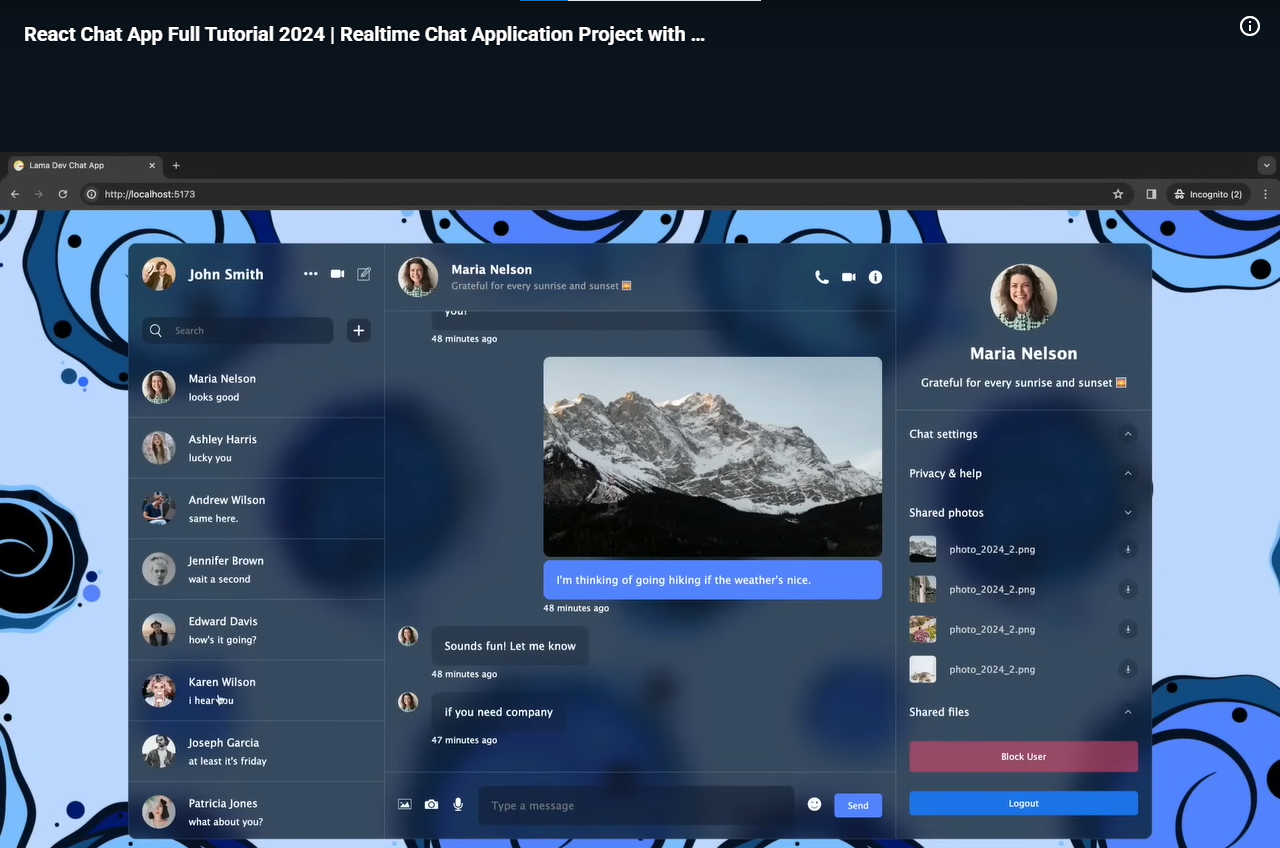 React Chat App Full Tutorial 2024 | Realtime Chat Application Project with ...
Lama Dev Chat App
http://localhost:5173
Incognito (2)
John Smith
Search
Maria Nelson
looks good
Ashley Harris
lucky you
Andrew Wilson
same here.
Jennifer Brown
wait a second
Edward Davis
how's it going?
Karen Wilson
i hear you
Joseph Garcia
at least it's friday
Patricia Jones
what about you?
Maria Nelson
Grateful for every sunrise and sunset 🌅
you!
48 minutes ago
I'm thinking of going hiking if the weather's nice.
48 minutes ago
Sounds fun! Let me know
48 minutes ago
if you need company
47 minutes ago
Type a message
Send
Maria Nelson
Grateful for every sunrise and sunset 🌅
Chat settings
Privacy & help
Shared photos
photo_2024_2.png
photo_2024_2.png
photo_2024_2.png
photo_2024_2.png
Shared files
Block User
Logout